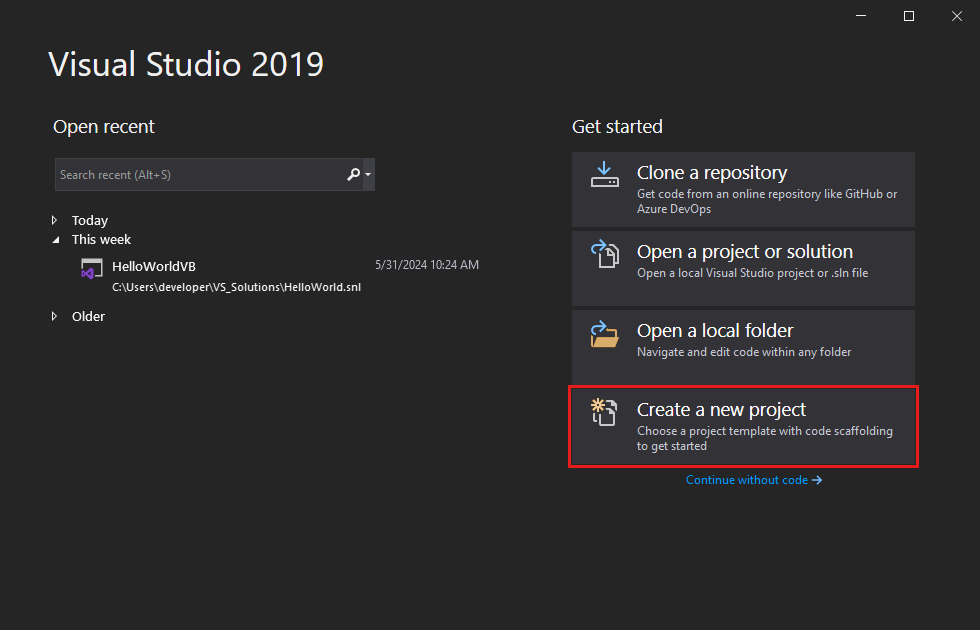 Visual Studio 2019
Open recent
Search recent (Alt+S)
Today
This week
HelloWorldVB
5/31/2024 10:24 AM
C:\Users\developer\VS_Solutions\HelloWorld.snl
Older
Get started
Clone a repository
Get code from an online repository like GitHub or
Azure DevOps
Open a project or solution
Open a local Visual Studio project or .sln file
Open a local folder
Navigate and edit code within any folder
Create a new project
Choose a project template with code scaffolding
to get started
Continue without code →